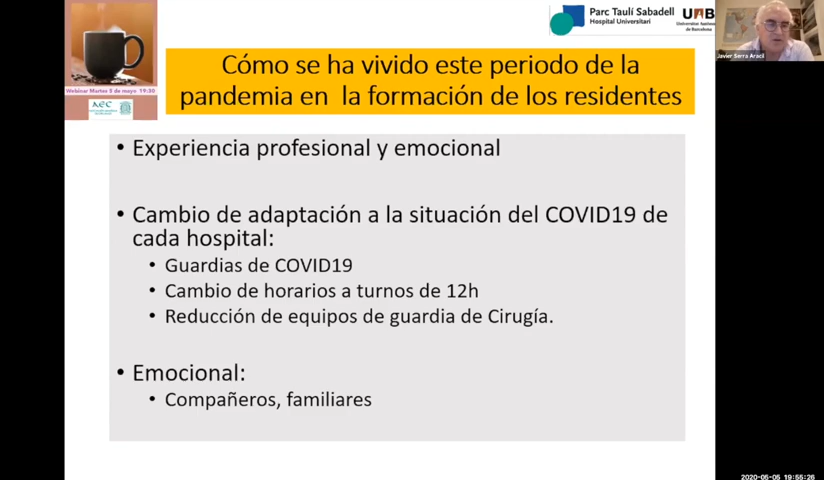 Parc Taulí Sabadell
Hospital Universitari
UAB
Universitat Autònoma
de Barcelona
Javier Serra Aracil
Webinar Martes 5 de mayo 19:30
AEC
Cómo se ha vivido este periodo de la
pandemia en la formación de los residentes
• Experiencia profesional y emocional
• Cambio de adaptación a la situación del COVID19 de
cada hospital:
• Guardias de COVID19
• Cambio de horarios a turnos de 12h
• Reducción de equipos de guardia de Cirugía.
• Emocional:
• Compañeros, familiares
2020-05-05 19:55:26